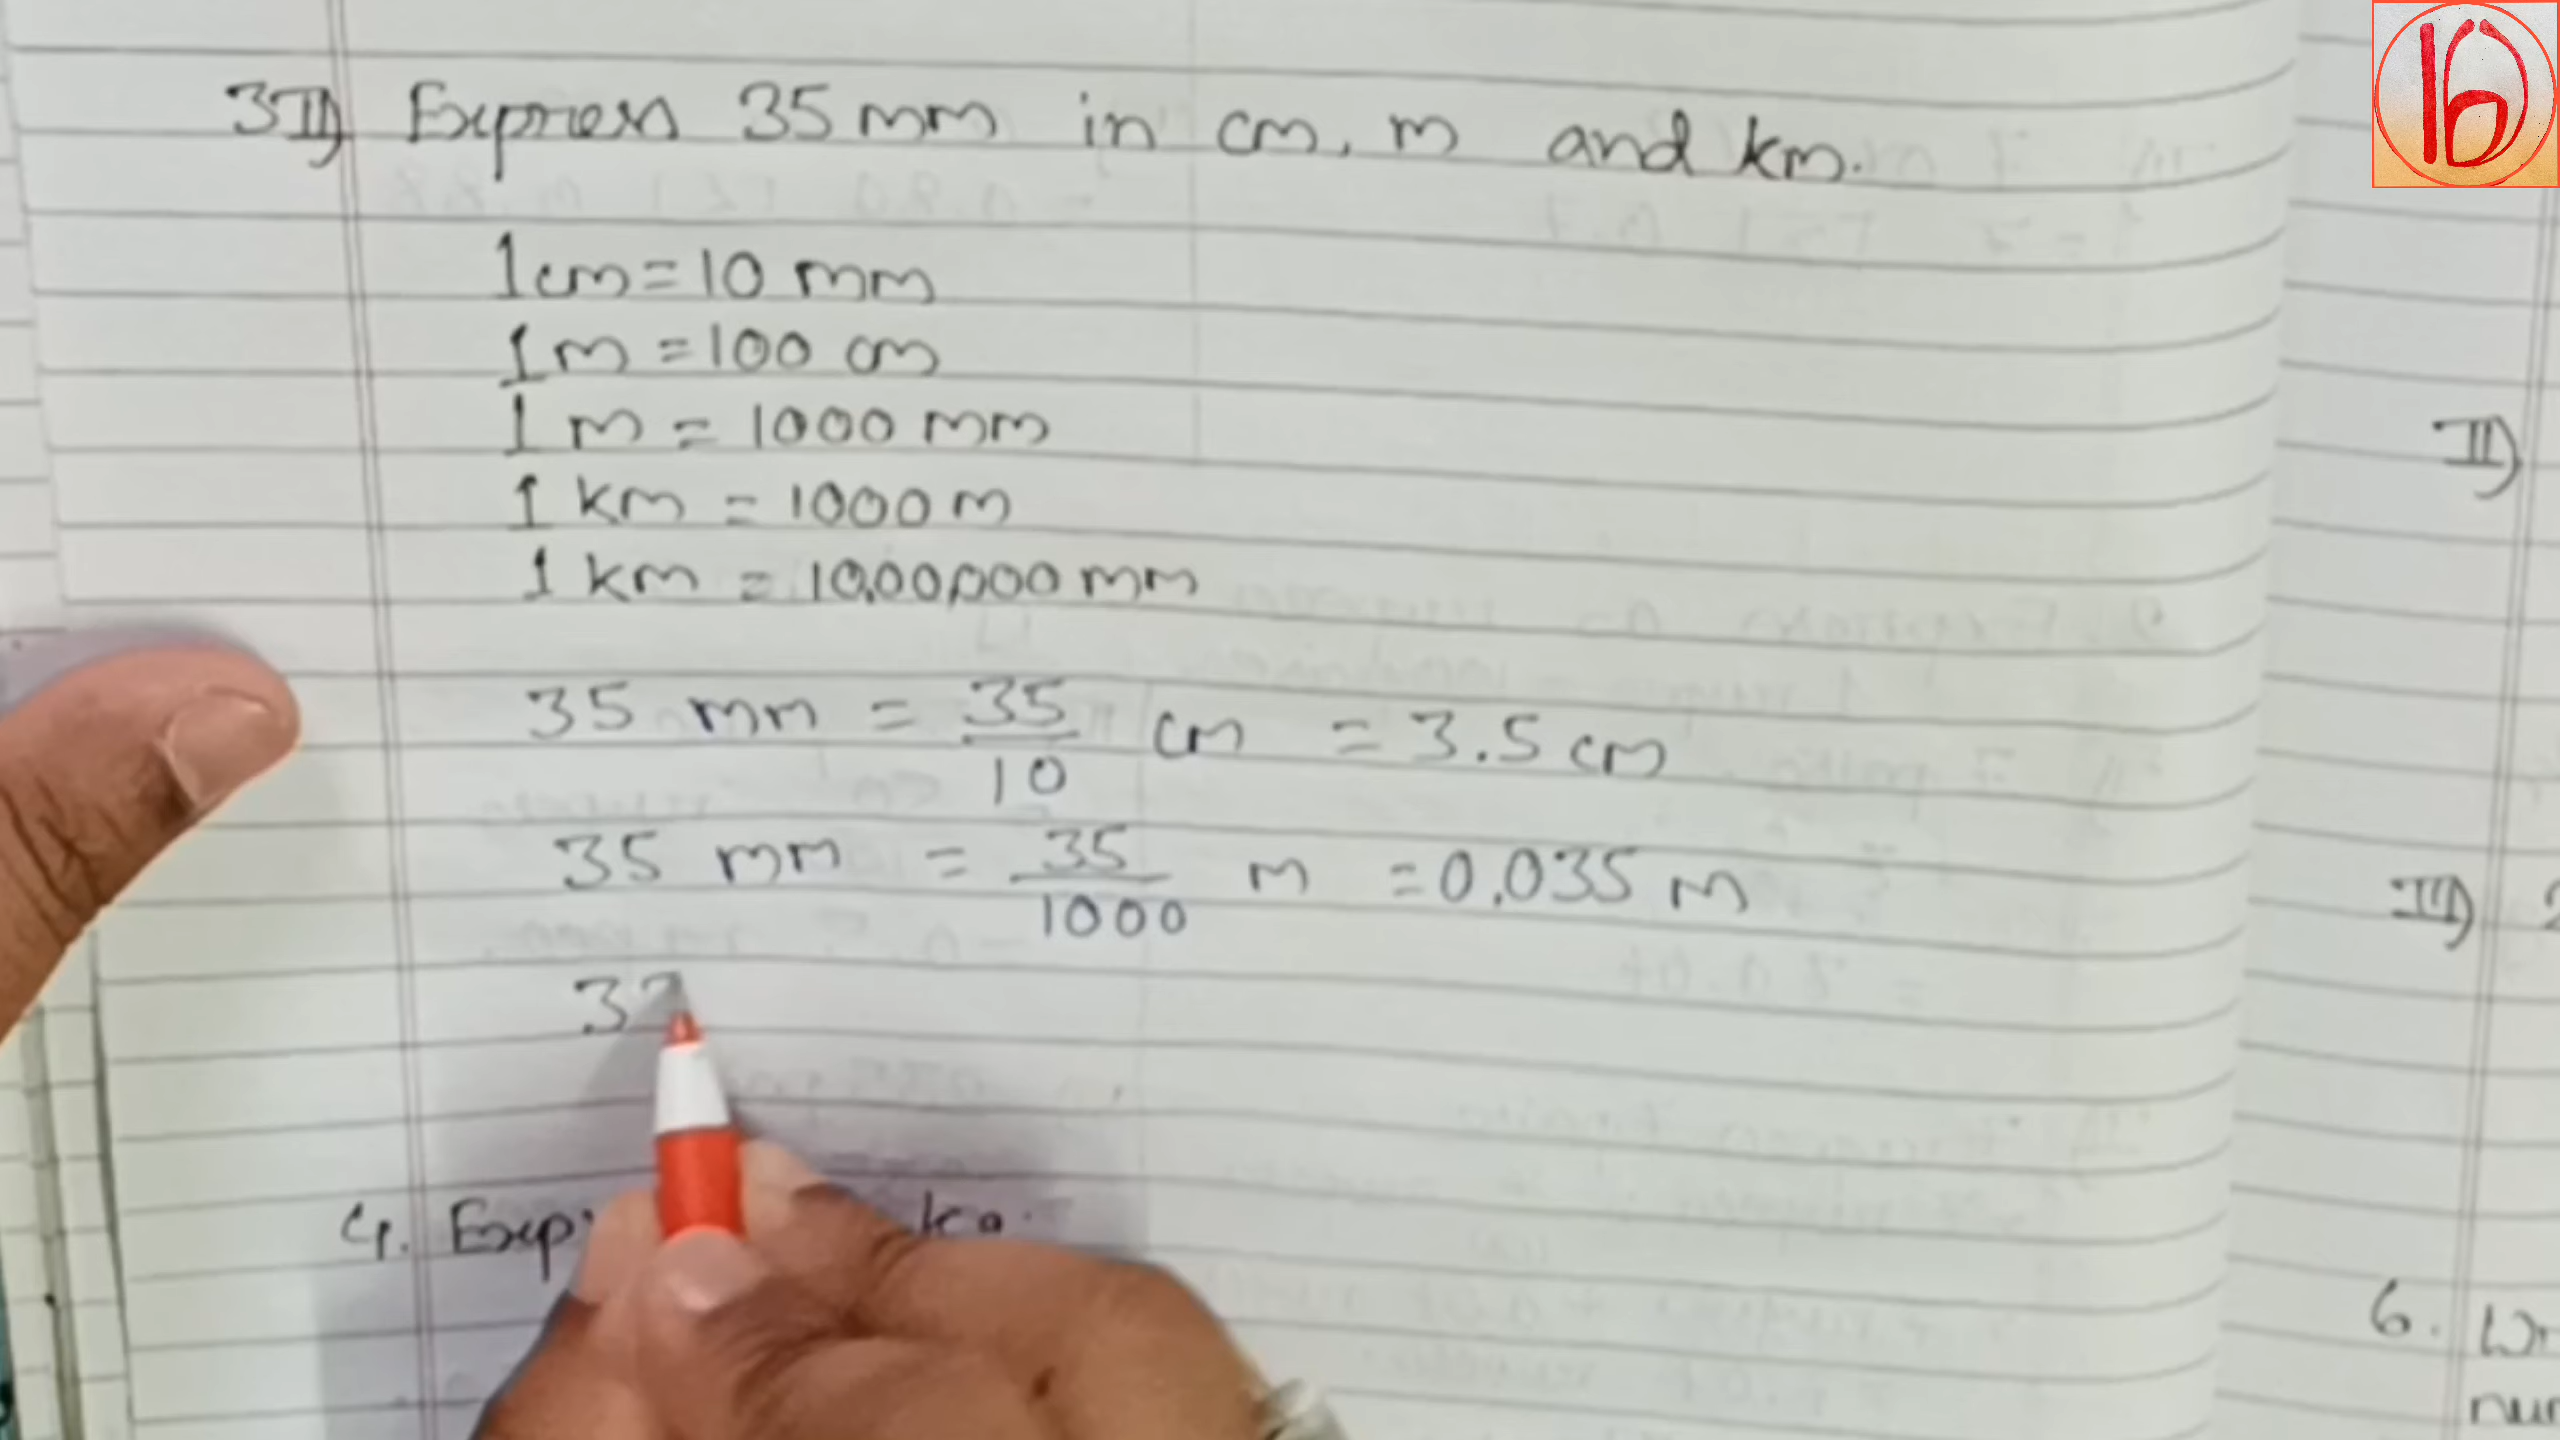 3II) Express 35 mm in cm, m and km.
1 cm = 10 mm
1 m = 100 cm
1 m = 1000 mm
1 km = 1000 m
1 km = 10,00,000 mm
35 mm = 35/10 cm = 3.5 cm
35 mm = 35/1000 m = 0.035 m
3
4. Exp
II)
III) 2
6.